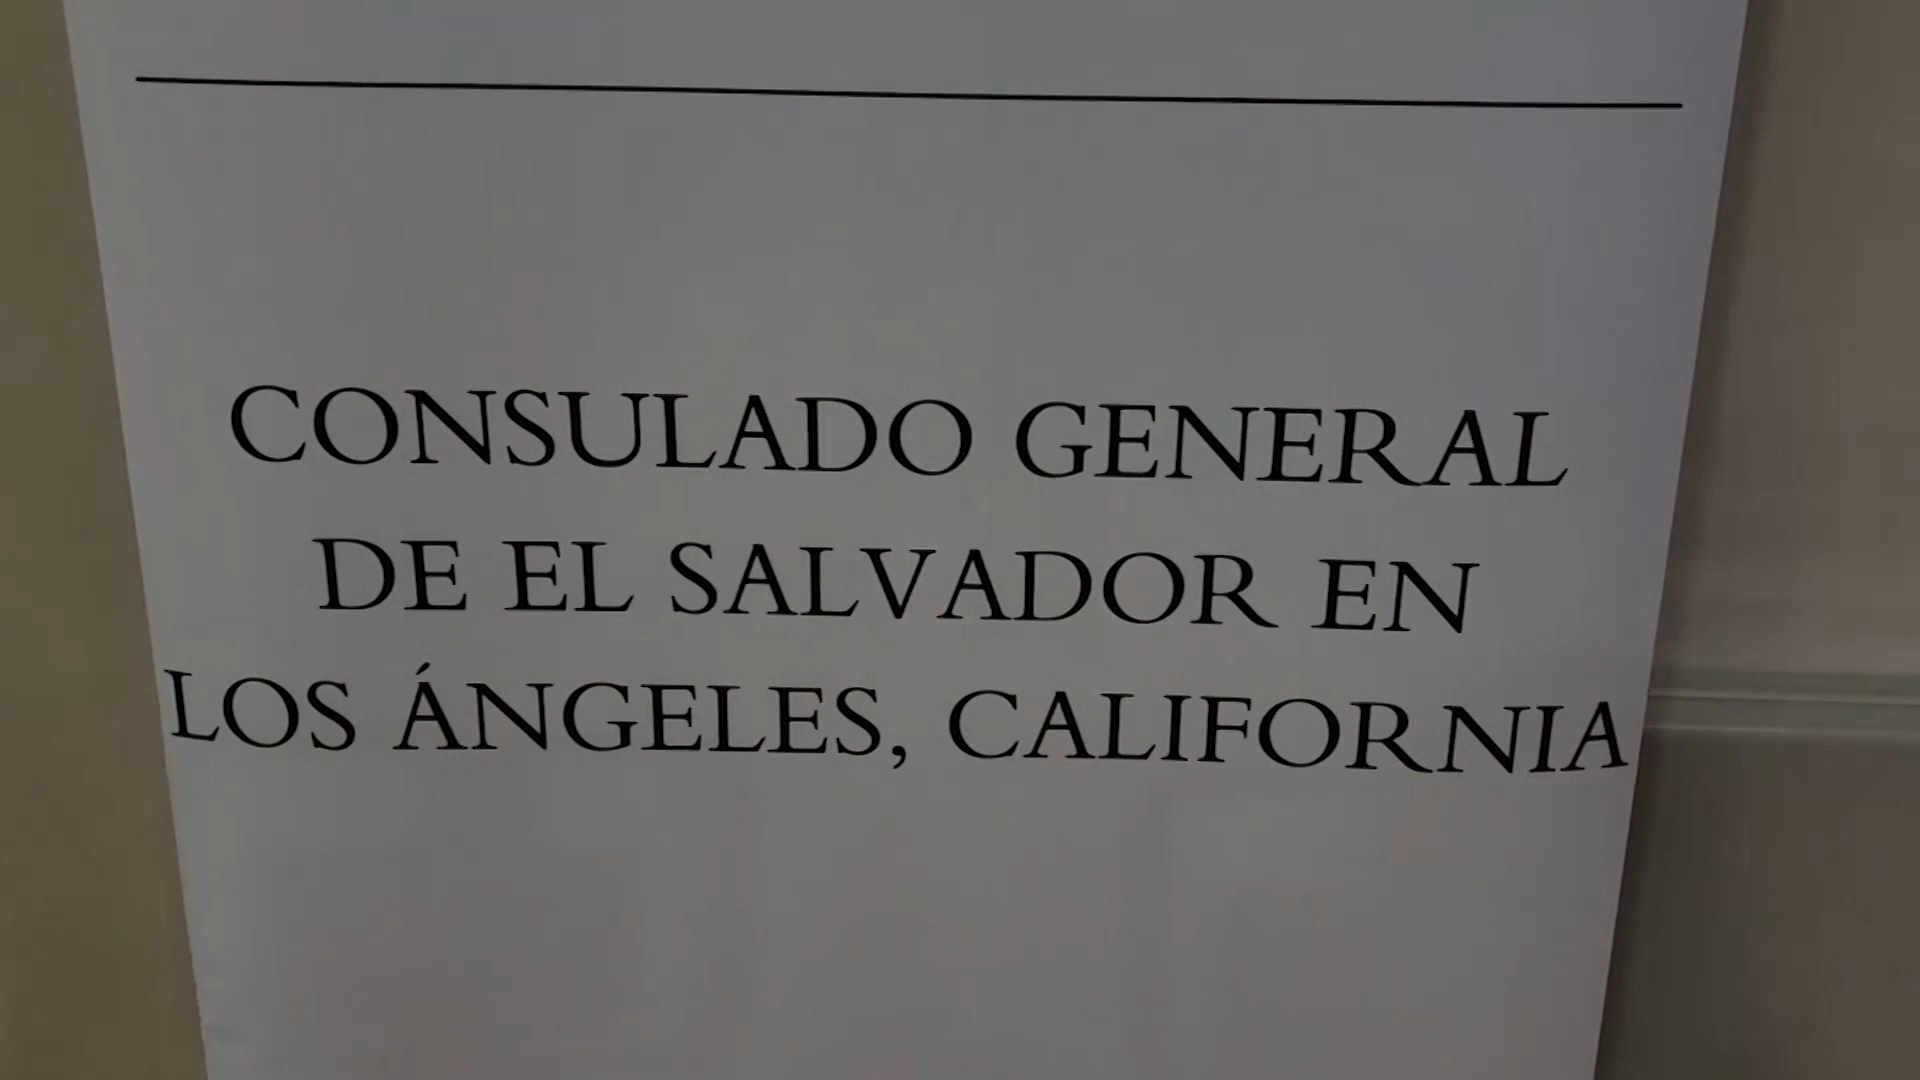 CONSULADO GENERAL
DE EL SALVADOR EN
LOS ÁNGELES, CALIFORNIA